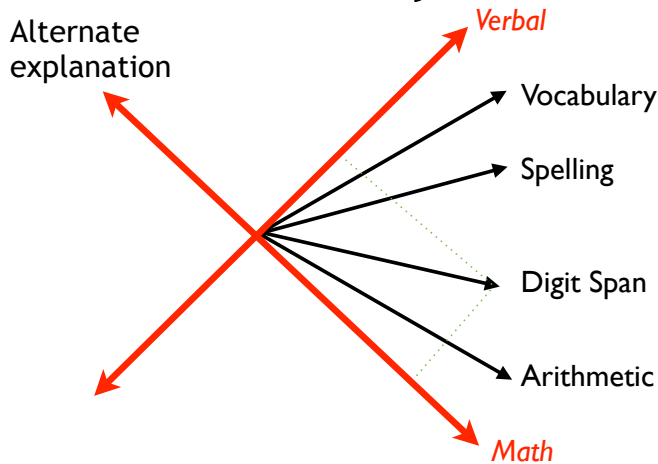 Alternate
explanation
Verbal
Vocabulary
Spelling
Digit Span
Arithmetic
Math